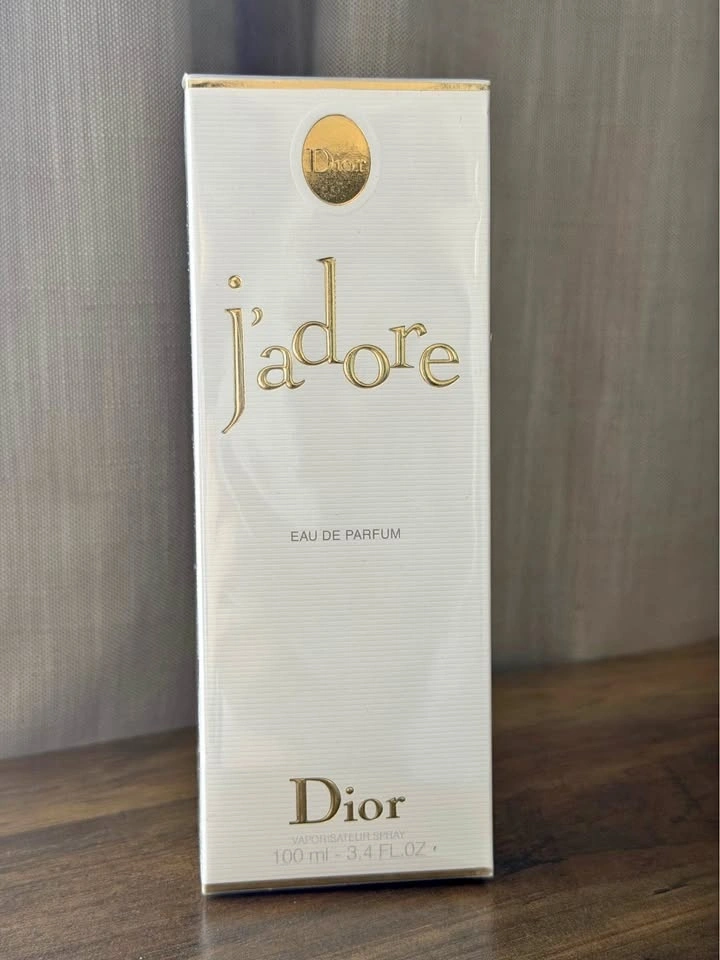 Dior
j'adore
EAU DE PARFUM
Dior
VAPORISATEUR SPRAY
100 ml - 3,4 FL.OZ